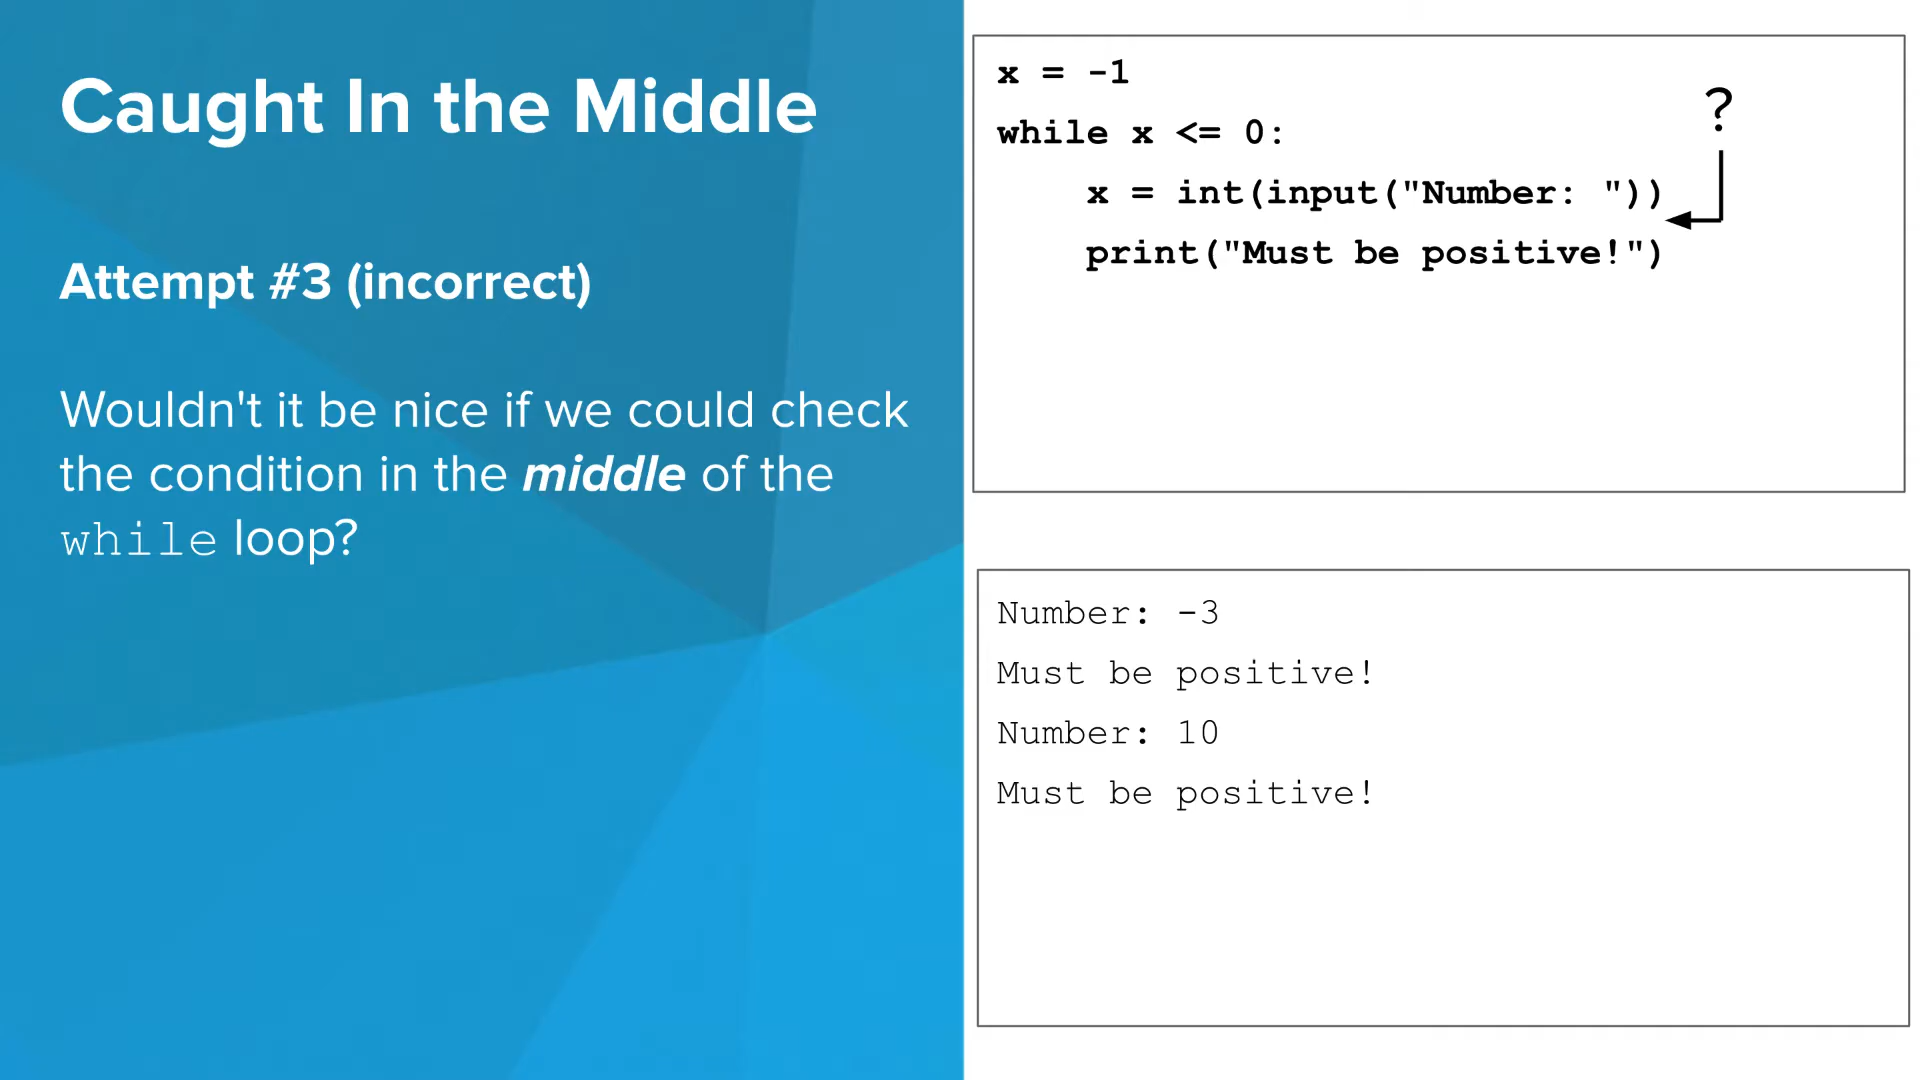 Caught In the Middle
Attempt #3 (incorrect)
Wouldn't it be nice if we could check
the condition in the middle of the
while loop?
x = -1
while x <= 0:
    x = int(input("Number: "))
    print("Must be positive!")
?
Number: -3
Must be positive!
Number: 10
Must be positive!